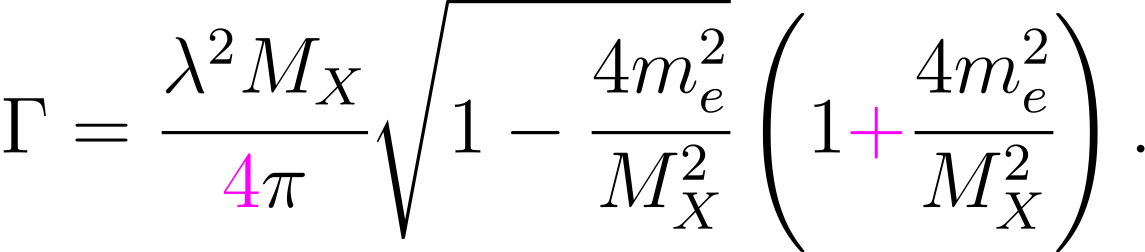 Γ = \frac{λ^2 M_X}{4π} \sqrt{1 - \frac{4m_e^2}{M_X^2}} \left(1 + \frac{4m_e^2}{M_X^2}\right) .